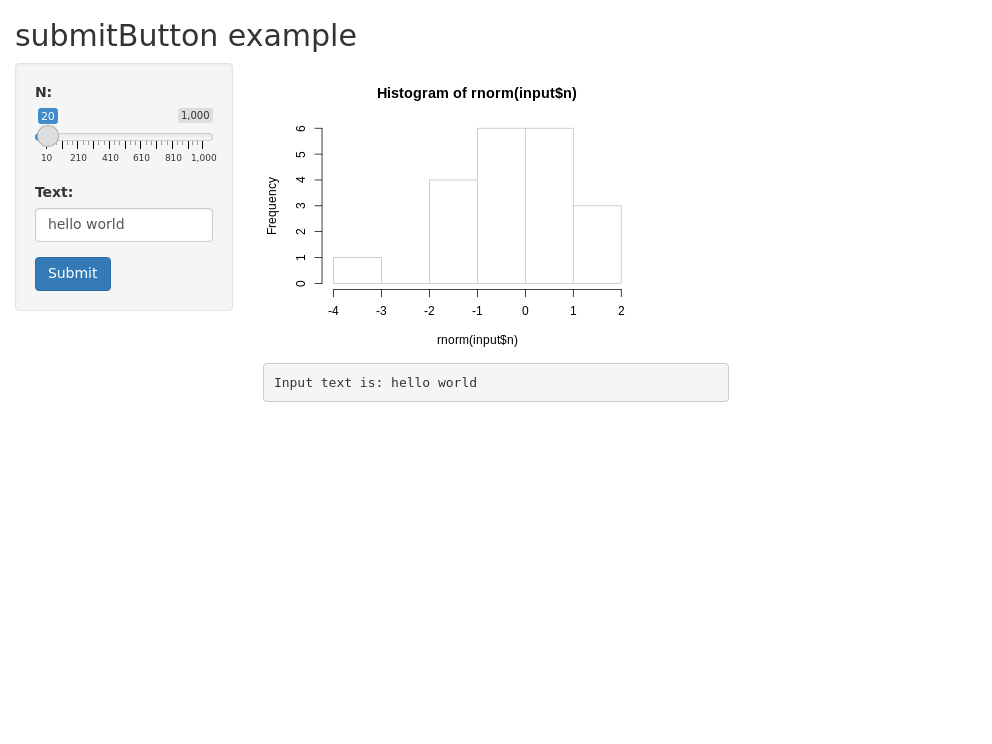 submitButton example
N:
20 1,000
10 210 410 610 810 1,000
Text:
hello world
Submit
Histogram of rnorm(input$n)
Frequency
6
5
4
3
2
1
0
-4 -3 -2 -1 0 1 2
rnorm(input$n)
Input text is: hello world